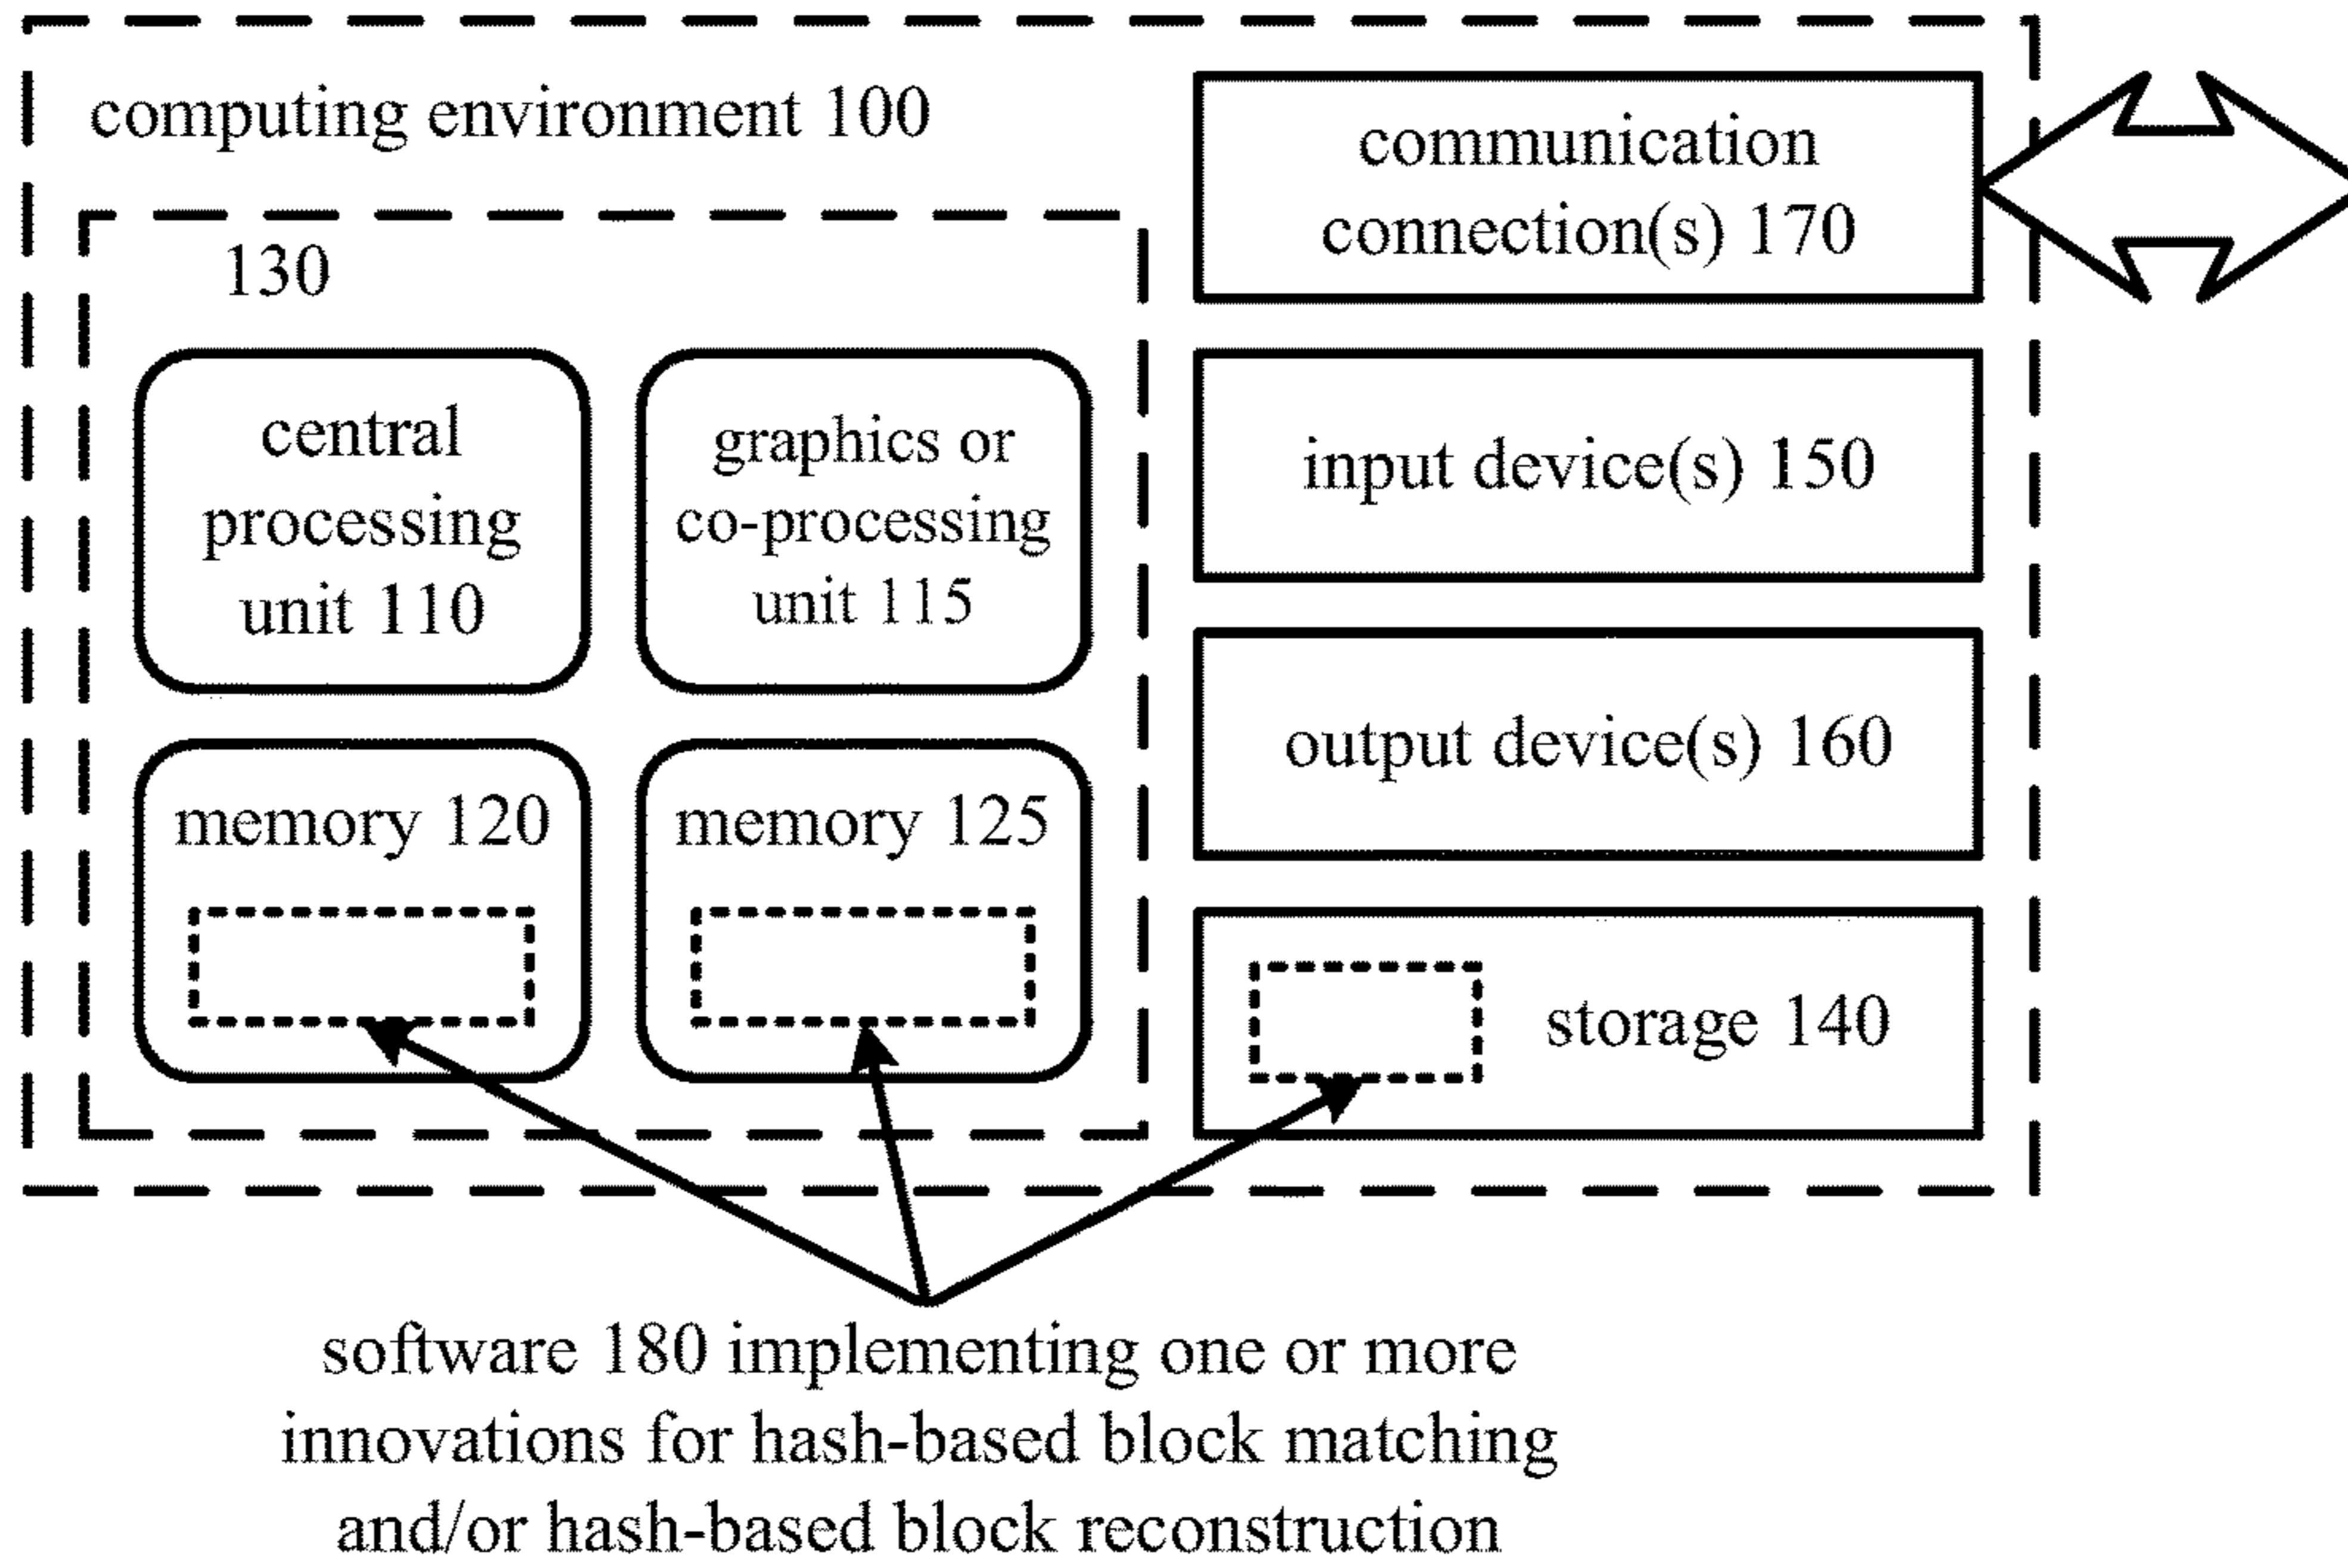 computing environment 100
130
central
processing
unit 110
graphics or
co-processing
unit 115
memory 120
memory 125
communication
connection(s) 170
input device(s) 150
output device(s) 160
storage 140
software 180 implementing one or more
innovations for hash-based block matching
and/or hash-based block reconstruction